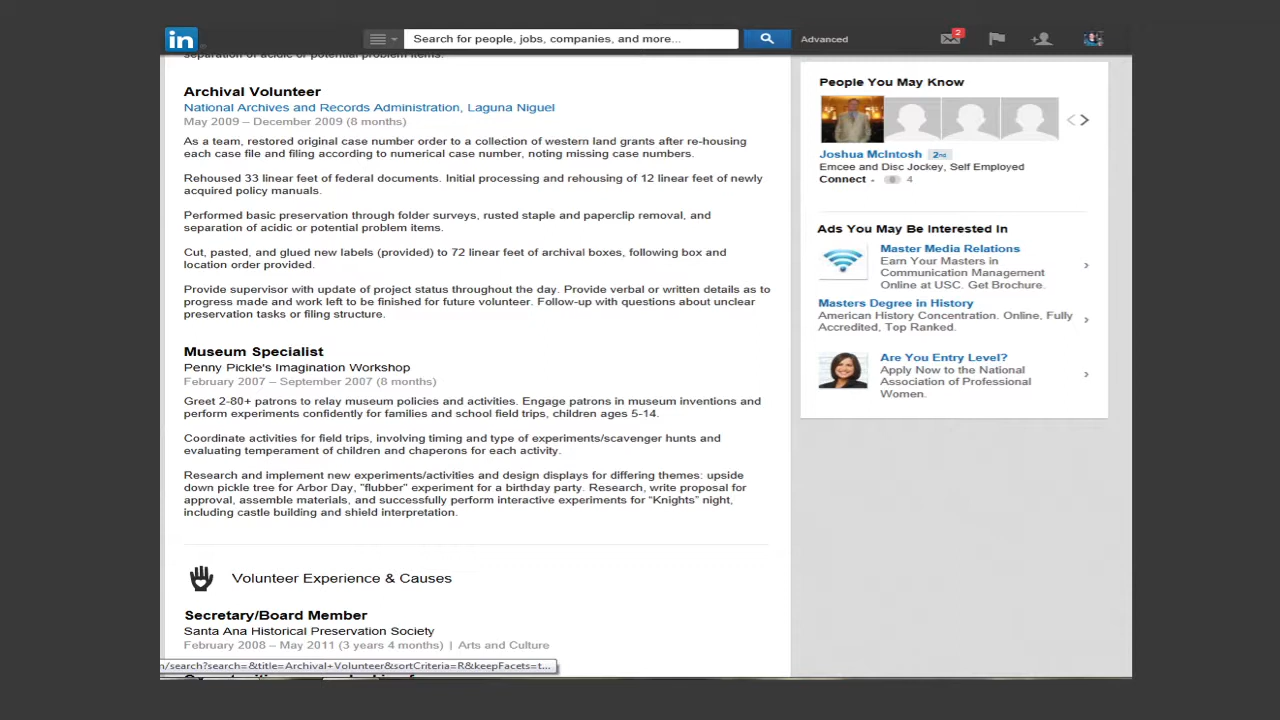 in
Search for people, jobs, companies, and more...
Advanced
2
separation of acidic or potential problem items.
Archival Volunteer
National Archives and Records Administration, Laguna Niguel
May 2009 – December 2009 (8 months)
As a team, restored original case number order to a collection of western land grants after re-housing
each case file and filing according to numerical case number, noting missing case numbers.
Rehoused 33 linear feet of federal documents. Initial processing and rehousing of 12 linear feet of newly
acquired policy manuals.
Performed basic preservation through folder surveys, rusted staple and paperclip removal, and
separation of acidic or potential problem items.
Cut, pasted, and glued new labels (provided) to 72 linear feet of archival boxes, following box and
location order provided.
Provide supervisor with update of project status throughout the day. Provide verbal or written details as to
progress made and work left to be finished for future volunteer. Follow-up with questions about unclear
preservation tasks or filing structure.
Museum Specialist
Penny Pickle's Imagination Workshop
February 2007 – September 2007 (8 months)
Greet 2-80+ patrons to relay museum policies and activities. Engage patrons in museum inventions and
perform experiments confidently for families and school field trips, children ages 5-14.
Coordinate activities for field trips, involving timing and type of experiments/scavenger hunts and
evaluating temperament of children and chaperons for each activity.
Research and implement new experiments/activities and design displays for differing themes: upside
down pickle tree for Arbor Day, "flubber" experiment for a birthday party. Research, write proposal for
approval, assemble materials, and successfully perform interactive experiments for “Knights” night,
including castle building and shield interpretation.
Volunteer Experience & Causes
Secretary/Board Member
Santa Ana Historical Preservation Society
February 2008 – May 2011 (3 years 4 months) | Arts and Culture
n/search?search=&title=Archival+Volunteer&sortCriteria=R&keepFacets=t...
People You May Know
Joshua McIntosh 2nd
Emcee and Disc Jockey, Self Employed
Connect 4
Ads You May Be Interested In
Master Media Relations
Earn Your Masters in
Communication Management
Online at USC. Get Brochure.
Masters Degree in History
American History Concentration. Online, Fully
Accredited, Top Ranked.
Are You Entry Level?
Apply Now to the National
Association of Professional
Women.